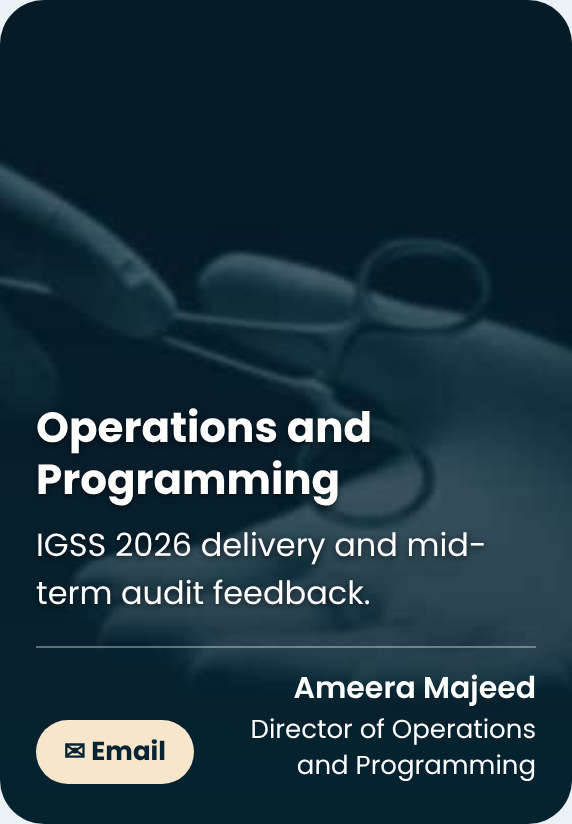 Operations and
Programming
IGSS 2026 delivery and mid-
term audit feedback.
Ameera Majeed
Director of Operations
and Programming
✉ Email